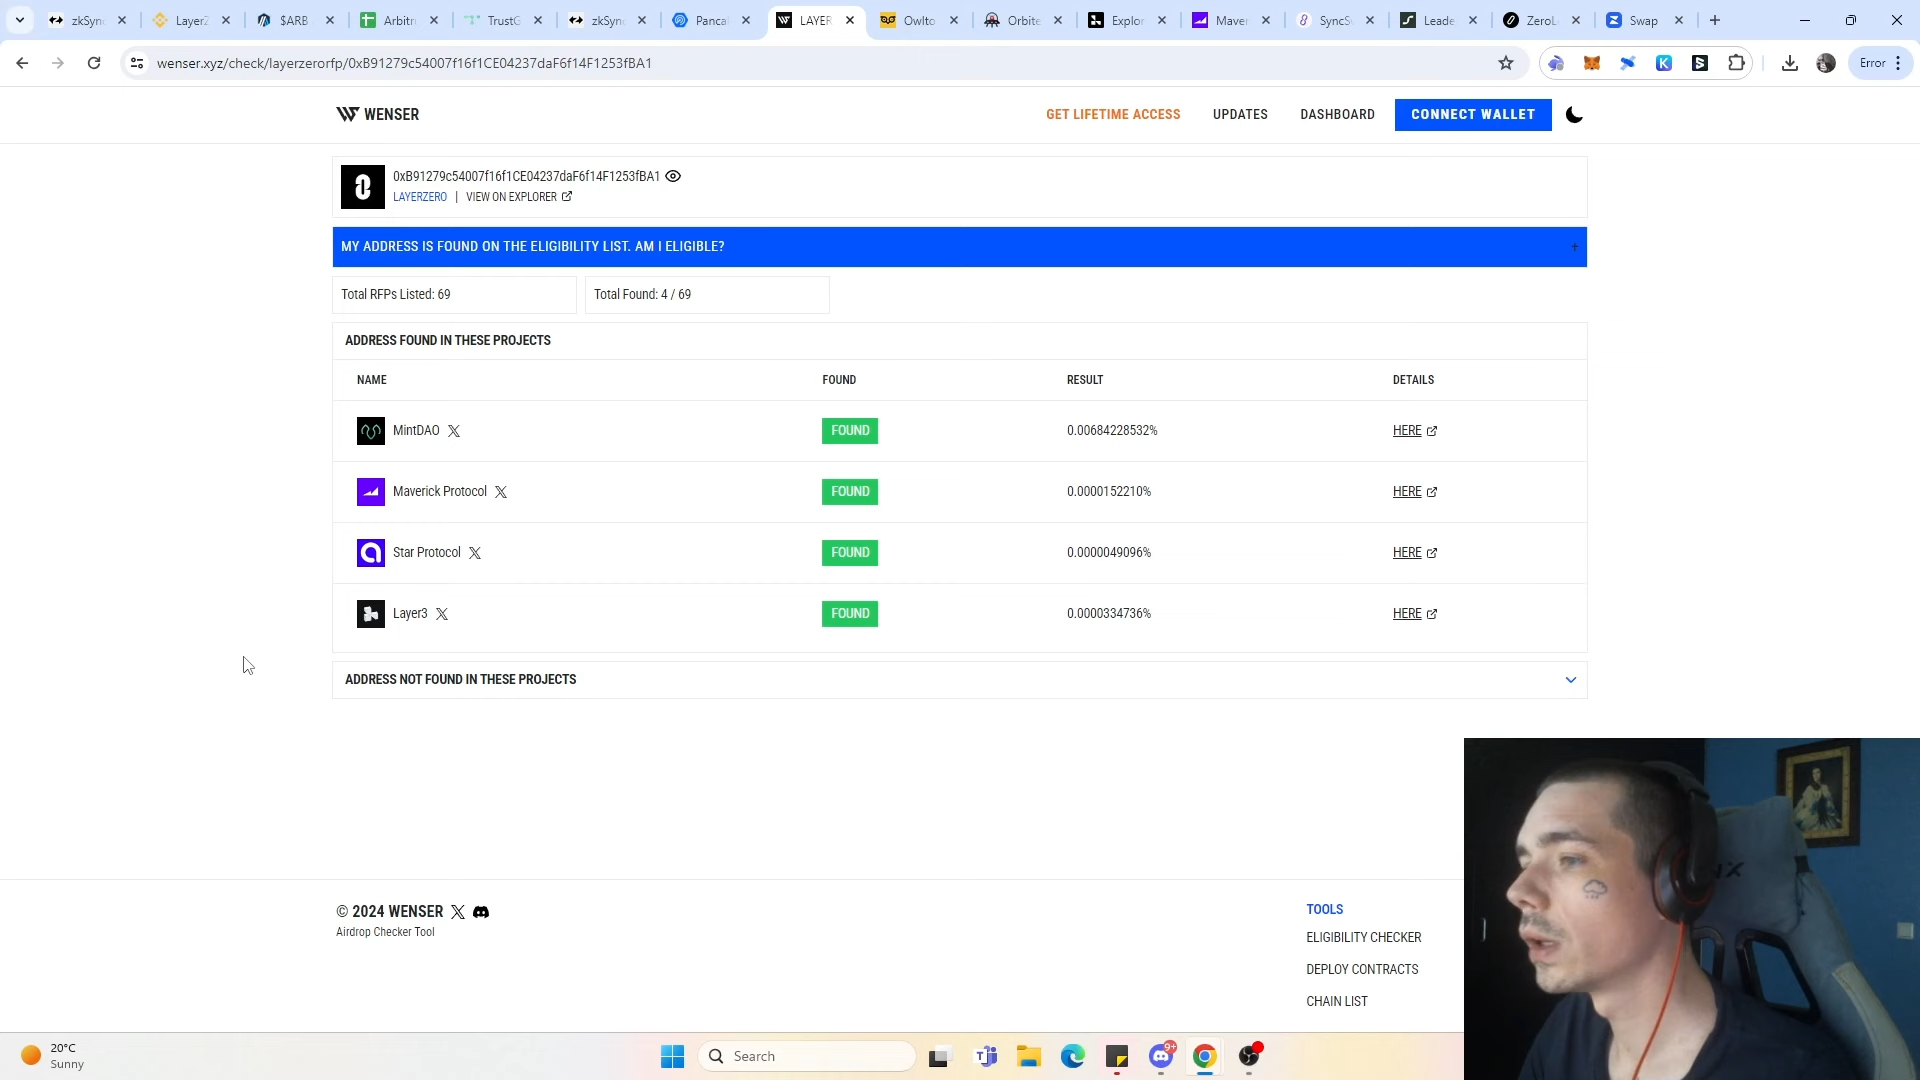 zkSync
LayerZ
$ARB
Arbitr
TrustG
zkSync
Panca
LAYER
Owlto
Orbite
Explor
Maver
SyncS
Leade
ZeroL
Swap
wenser.xyz/check/layerzerorfp/0xB91279c54007f16f1CE04237daF6f14F1253fBA1
Error
WENSER
GET LIFETIME ACCESS
UPDATES
DASHBOARD
CONNECT WALLET
0xB91279c54007f16f1CE04237daF6f14F1253fBA1
LAYERZERO | VIEW ON EXPLORER
MY ADDRESS IS FOUND ON THE ELIGIBILITY LIST. AM I ELIGIBLE? +
Total RFPs Listed: 69
Total Found: 4 / 69
ADDRESS FOUND IN THESE PROJECTS
NAME FOUND RESULT DETAILS
MintDAO FOUND 0.00684228532% HERE
Maverick Protocol FOUND 0.0000152210% HERE
Star Protocol FOUND 0.0000049096% HERE
Layer3 FOUND 0.0000334736% HERE
ADDRESS NOT FOUND IN THESE PROJECTS
© 2024 WENSER
Airdrop Checker Tool
TOOLS
ELIGIBILITY CHECKER
DEPLOY CONTRACTS
CHAIN LIST
20°C
Sunny
Search
9+